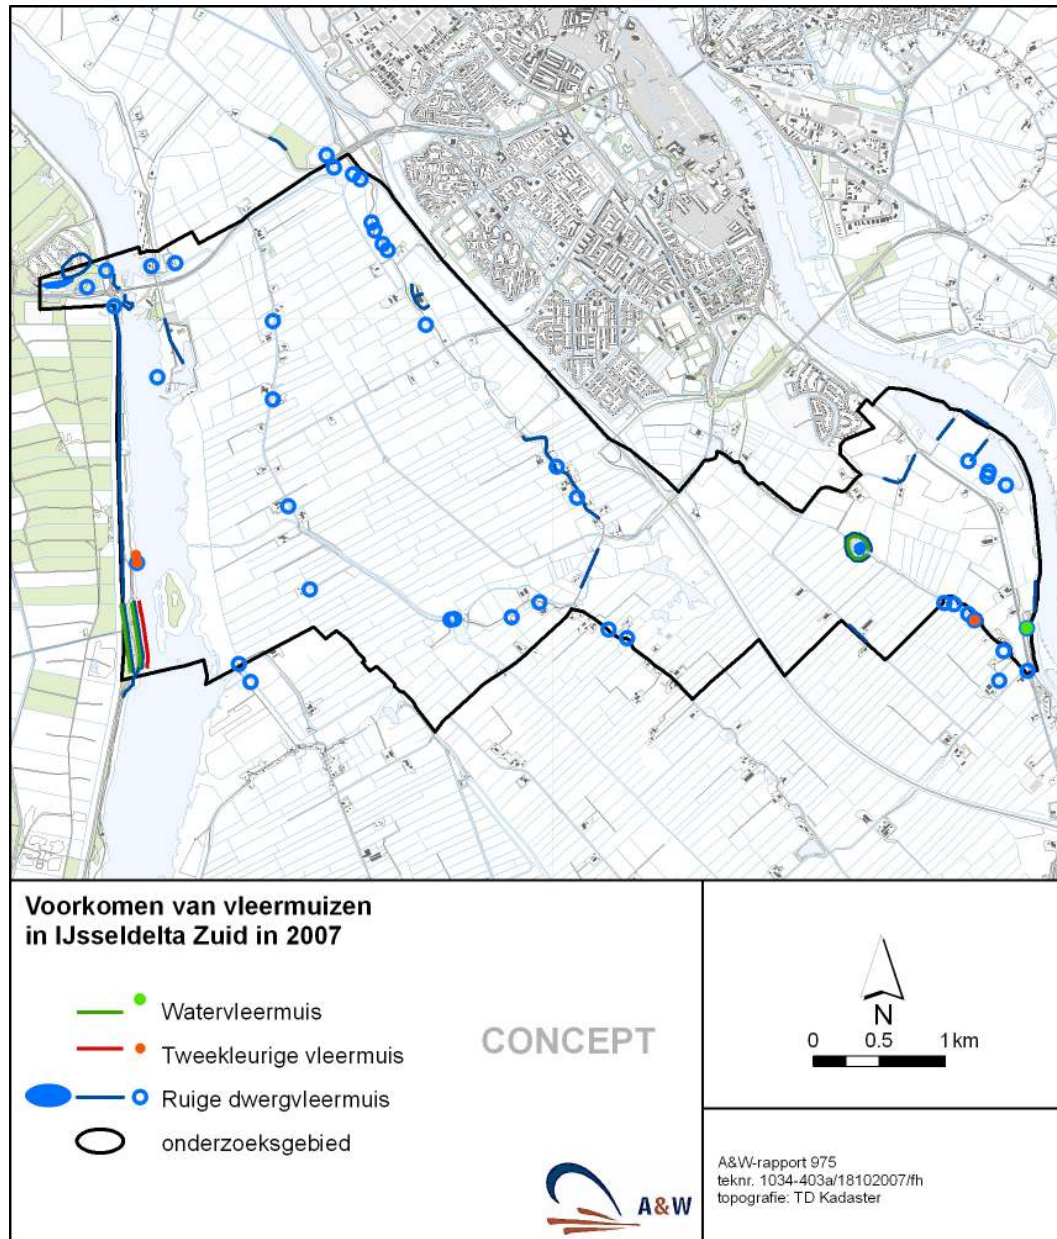 Voorkomen van vleermuizen
in IJsseldelta Zuid in 2007
Watervleermuis
Tweekleurige vleermuis
Ruige dwergvleermuis
onderzoeksgebied
CONCEPT
A&W
N
0 0.5 1 km
A&W-rapport 975
teknr. 1034-403a/18102007/fh
topografie: TD Kadaster